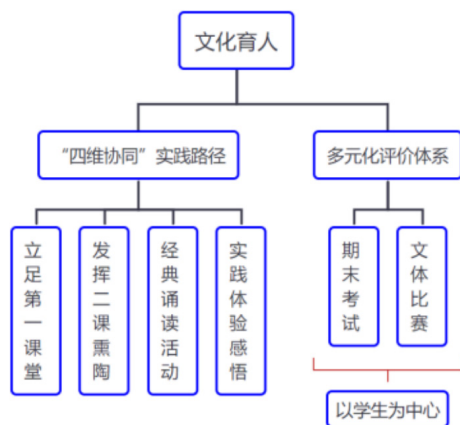 文化育人
“四维协同”实践路径
多元化评价体系
立足第一课堂
发挥二课熏陶
经典诵读活动
实践体验感悟
期末考试
文体比赛
以学生为中心